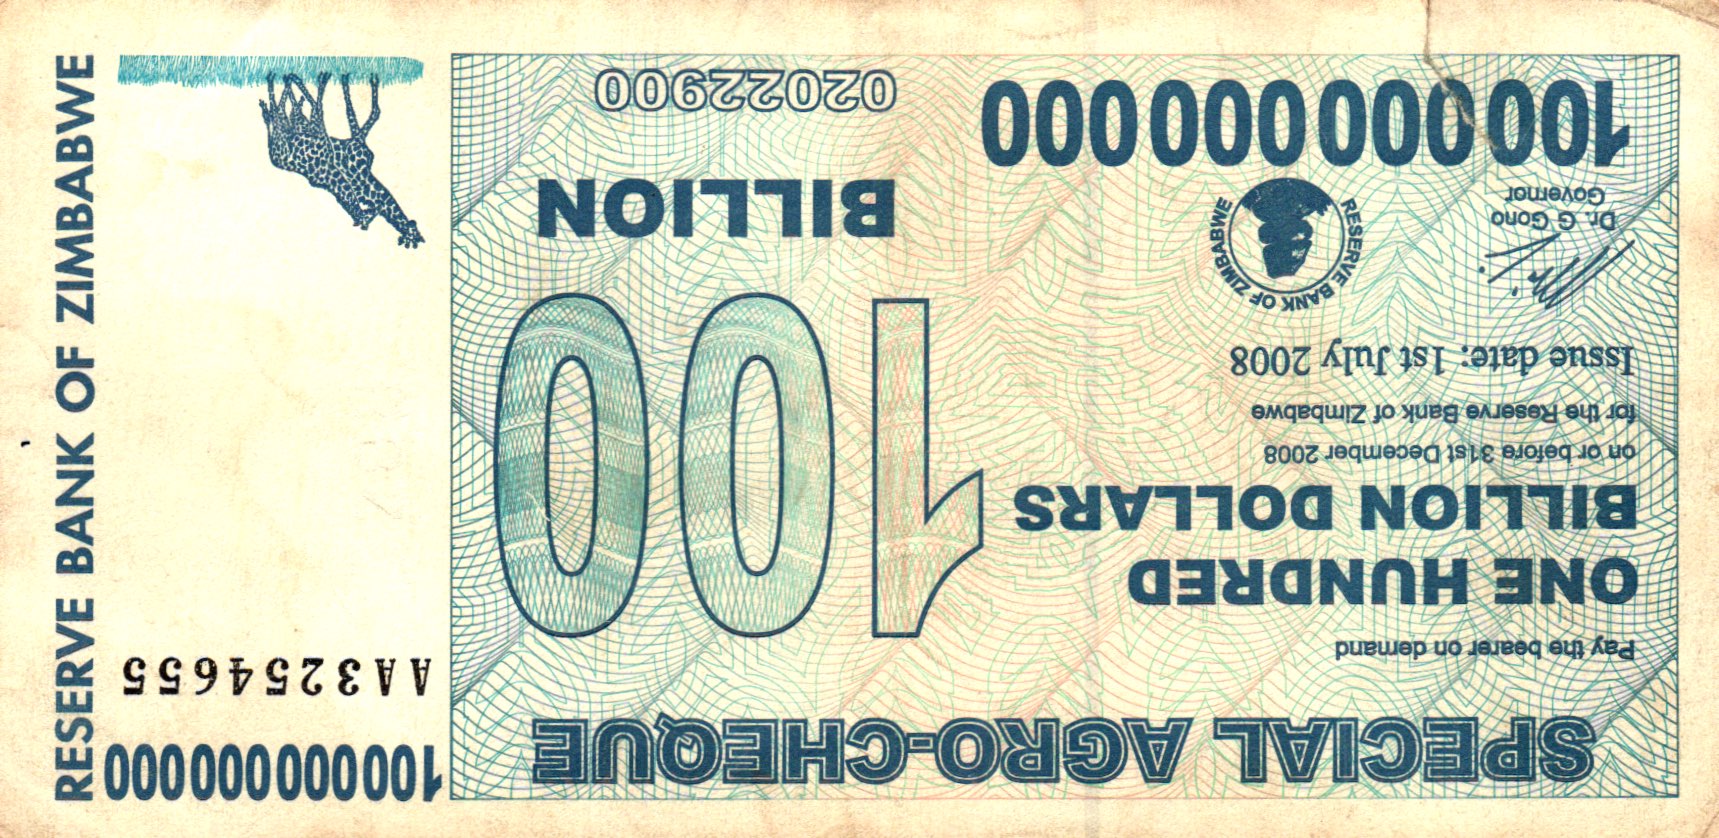 SPECIAL AGRO-CHEQUE
100000000000
AA3254655
Pay the bearer on demand
ONE HUNDRED
BILLION DOLLARS
on or before 31st December 2008
for the Reserve Bank of Zimbabwe
Issue date: 1st July 2008
100
BILLION
Dr. G Gono
Governor
RESERVE BANK OF ZIMBABWE
100 000 000 000
02022900
RESERVE BANK OF ZIMBABWE